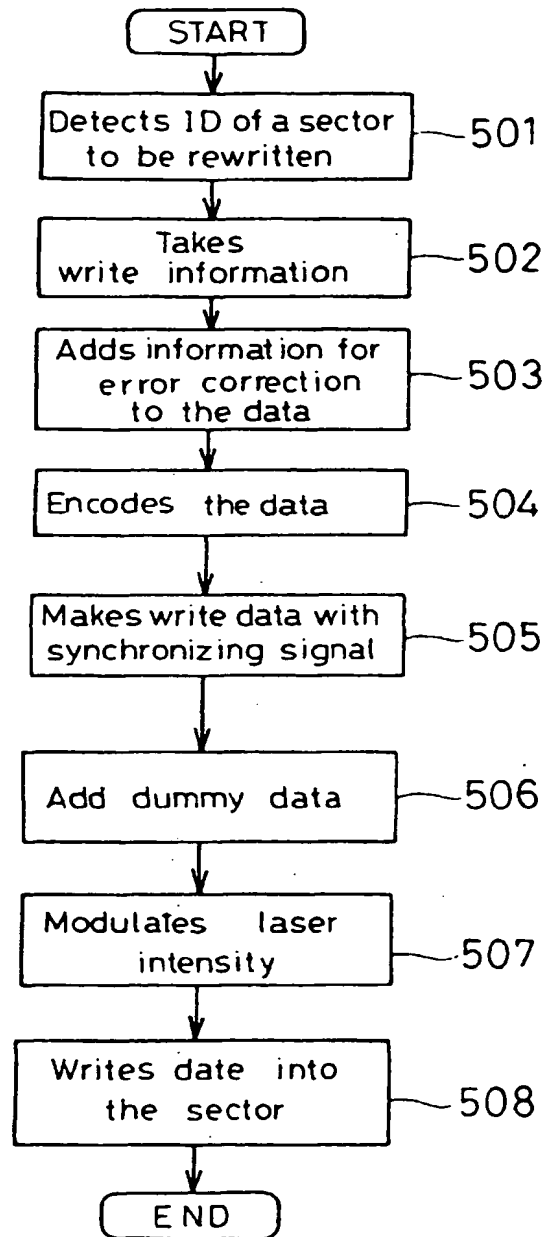 START
Detects ID of a sector
to be rewritten
501
Takes
write information
502
Adds information for
error correction
to the data
503
Encodes the data
504
Makes write data with
synchronizing signal
505
Add dummy data
506
Modulates laser
intensity
507
Writes date into
the sector
508
END